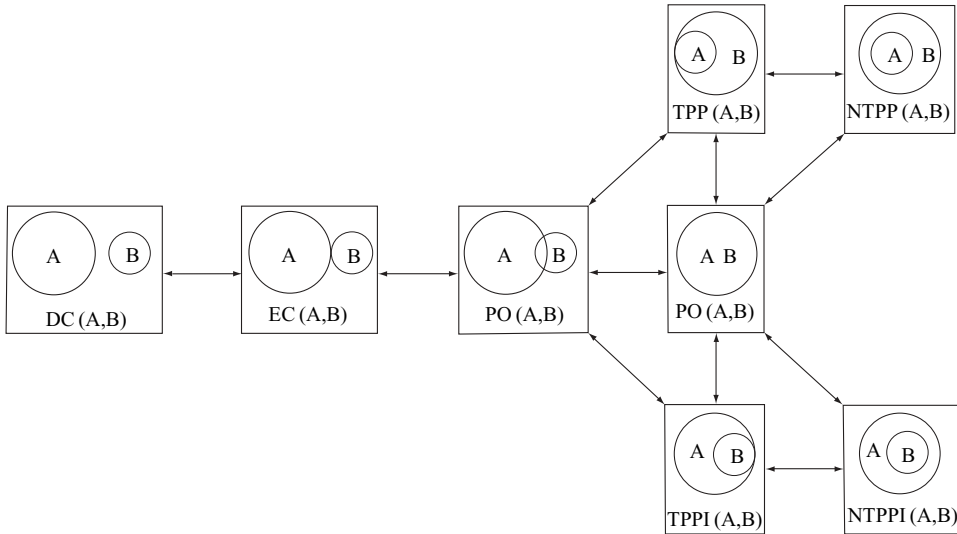 A B
TPP (A,B)
A B
NTPP (A,B)
A B
DC (A,B)
A B
EC (A,B)
A B
PO (A,B)
A B
PO (A,B)
A B
TPPI (A,B)
A B
NTPPI (A,B)